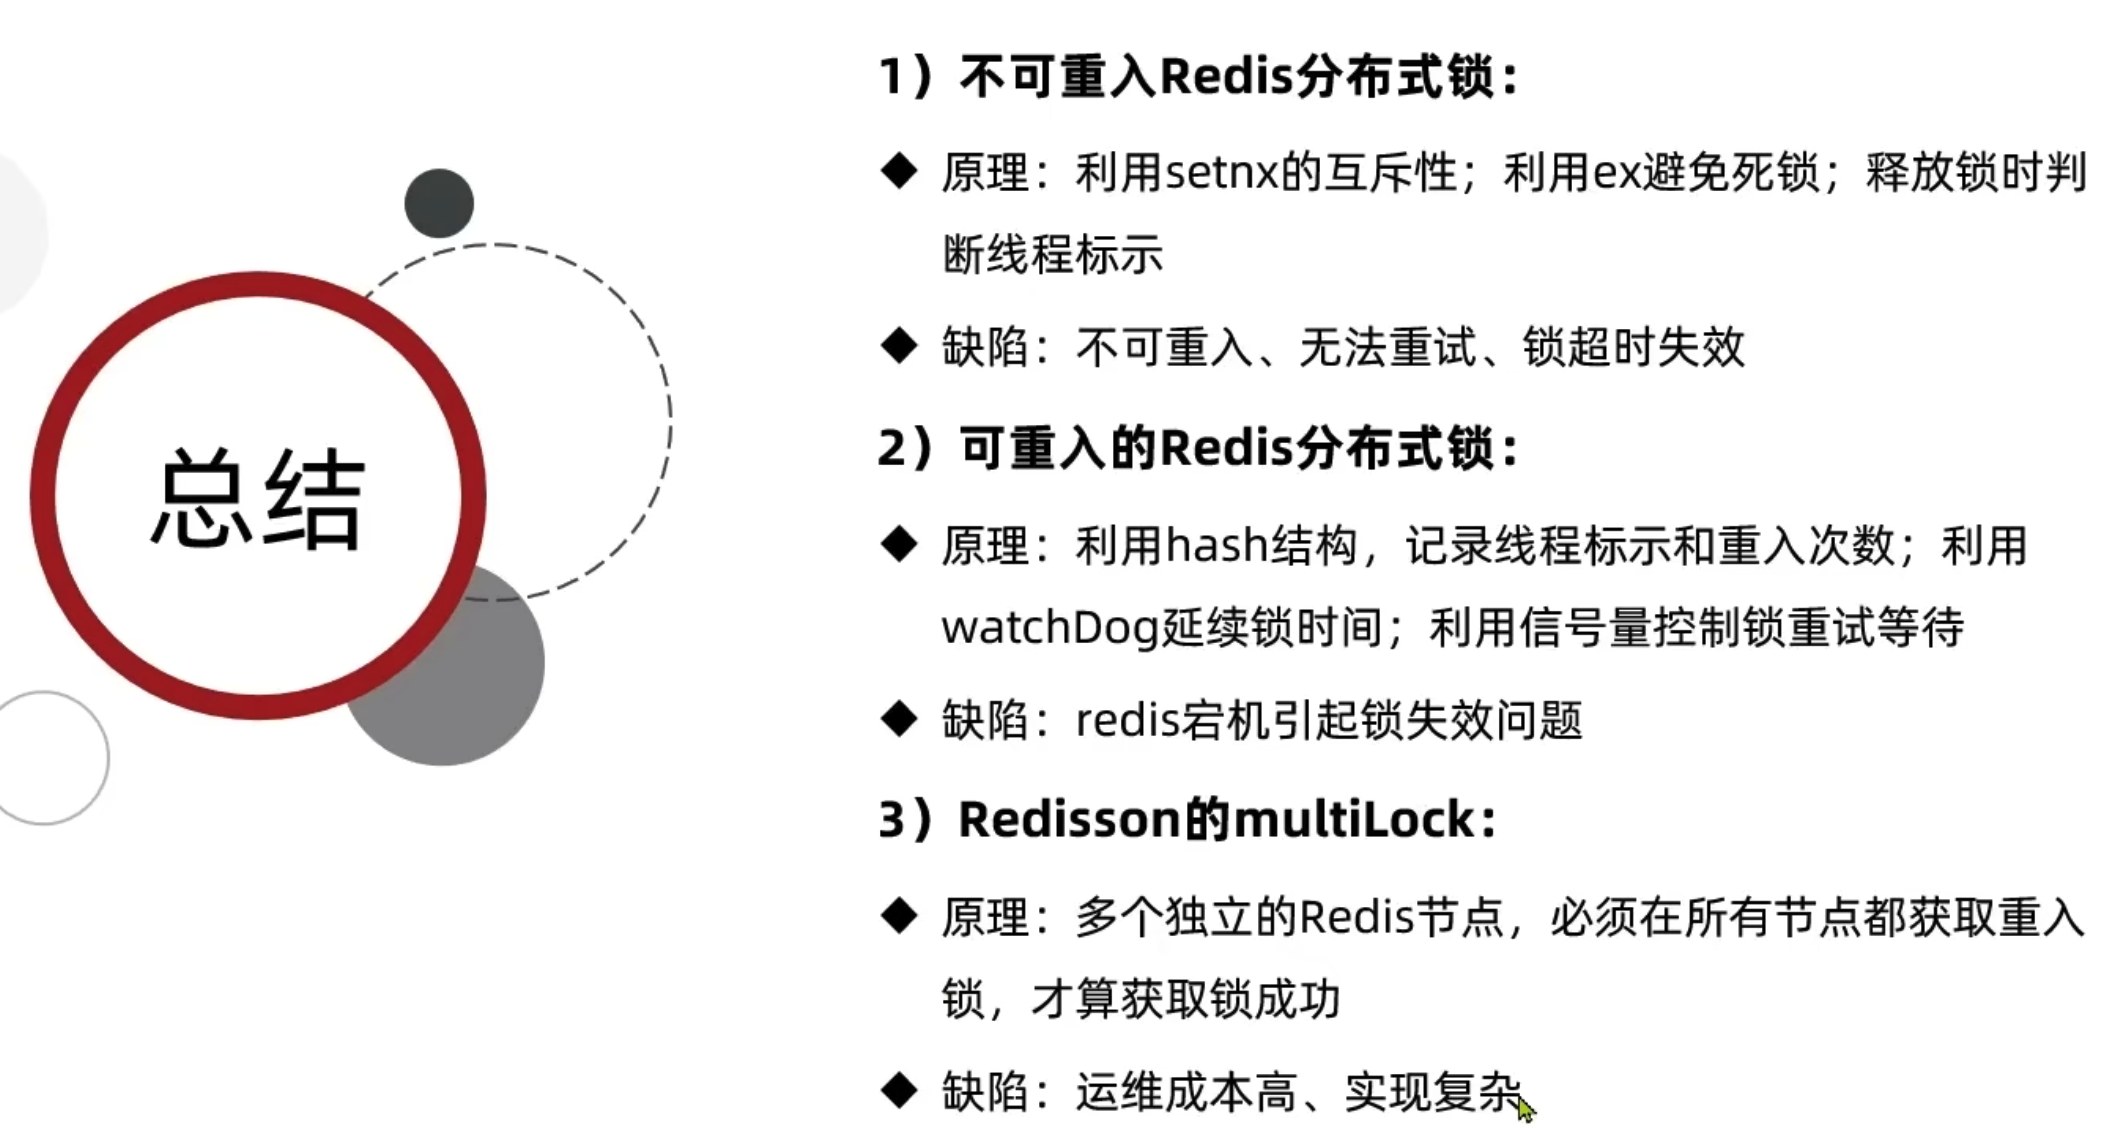 总结
1）不可重入Redis分布式锁：
◆ 原理：利用setnx的互斥性；利用ex避免死锁；释放锁时判
断线程标示
◆ 缺陷：不可重入、无法重试、锁超时失效
2）可重入的Redis分布式锁：
◆ 原理：利用hash结构，记录线程标示和重入次数；利用
watchDog延续锁时间；利用信号量控制锁重试等待
◆ 缺陷：redis宕机引起锁失效问题
3）Redisson的multiLock：
◆ 原理：多个独立的Redis节点，必须在所有节点都获取重入
锁，才算获取锁成功
◆ 缺陷：运维成本高、实现复杂